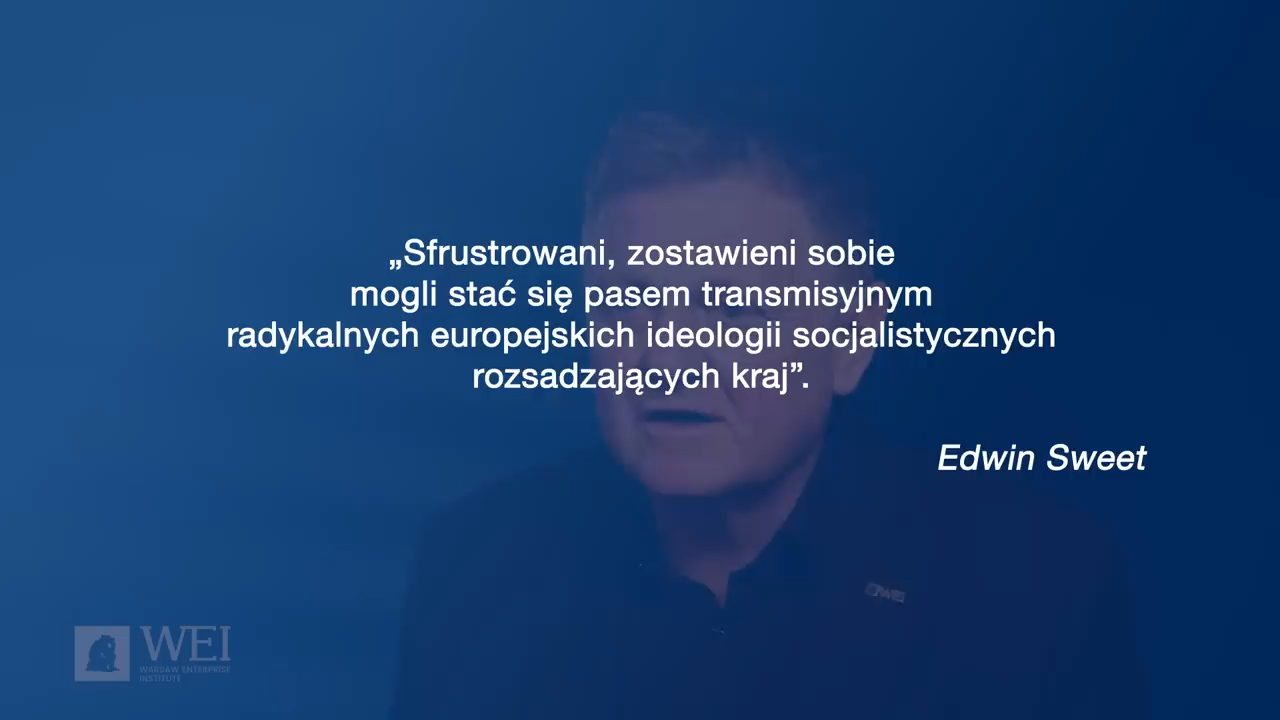 „Sfrustrowani, zostawieni sobie
mogli stać się pasem transmisyjnym
radykalnych europejskich ideologii socjalistycznych
rozsadzających kraj”.
Edwin Sweet
WEI
WARSAW ENTERPRISE
INSTITUTE
WEI